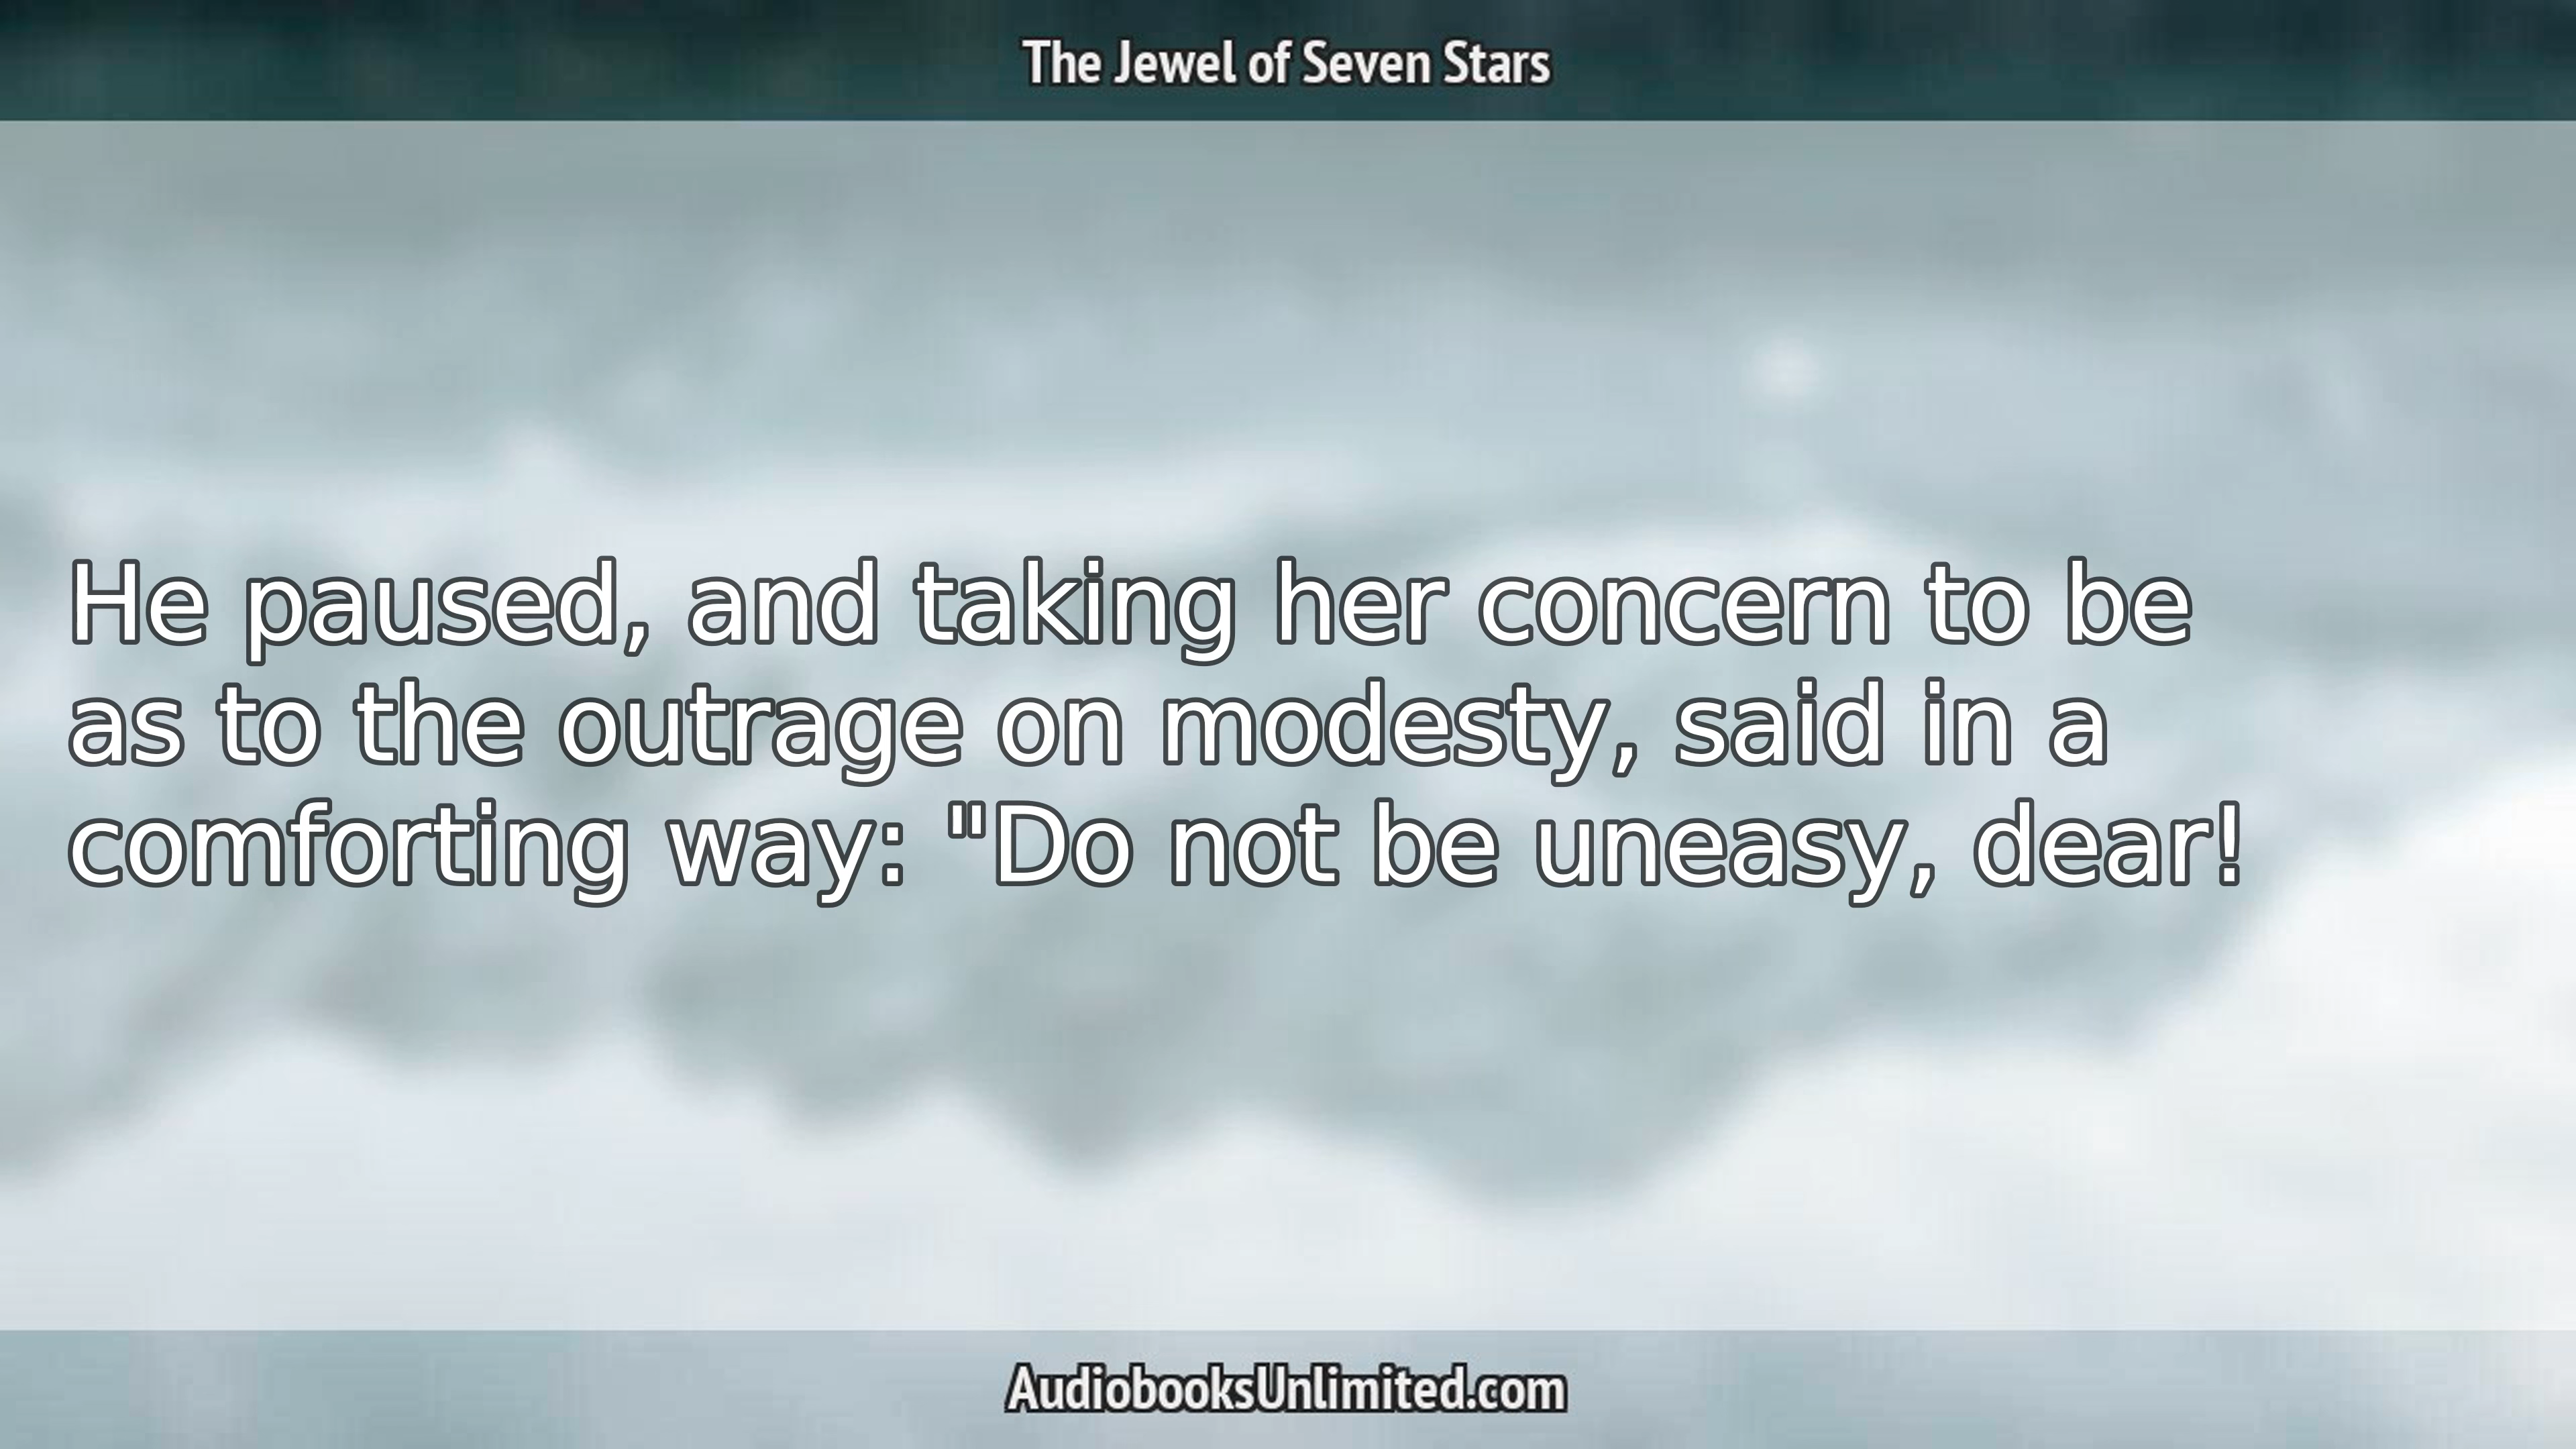 The Jewel of Seven Stars
He paused, and taking her concern to be
as to the outrage on modesty, said in a
comforting way: "Do not be uneasy, dear!
AudiobooksUnlimited.com